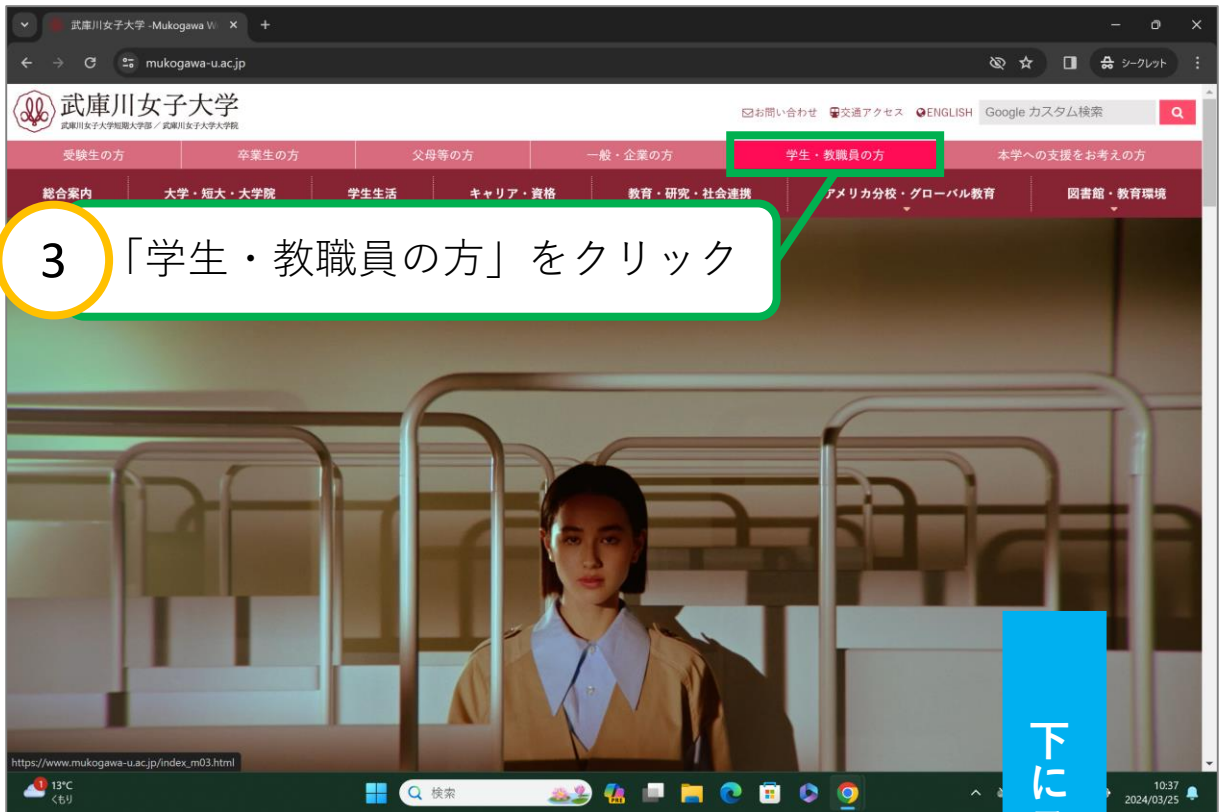 武庫川女子大学 -Mukogawa W
mukogawa-u.ac.jp
シークレット
武庫川女子大学
武庫川女子大学短期大学部／武庫川女子大学大学院
お問い合わせ 交通アクセス ENGLISH Google カスタム検索
受験生の方 卒業生の方 父母等の方 一般・企業の方 学生・教職員の方 本学への支援をお考えの方
総合案内 大学・短大・大学院 学生生活 キャリア・資格 教育・研究・社会連携 アメリカ分校・グローバル教育 図書館・教育環境
3 「学生・教職員の方」をクリック
下に
https://www.mukogawa-u.ac.jp/index_m03.html
1 13°C
くもり
検索
10:37
2024/03/25